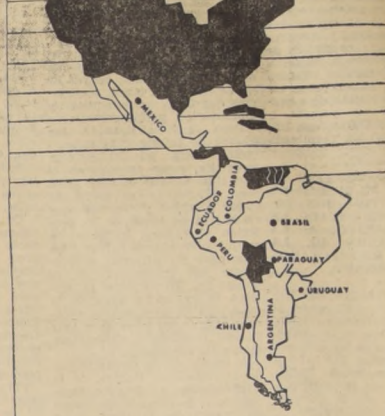 MEXICO
COLOMBIA
ECUADOR
BRASIL
PERU
PARAGUAY
URUGUAY
CHILE
ARGENTINA